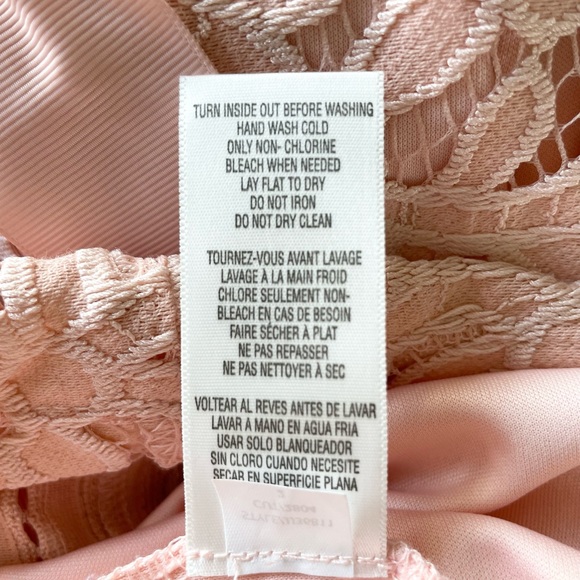 TURN INSIDE OUT BEFORE WASHING
HAND WASH COLD
ONLY NON- CHLORINE
BLEACH WHEN NEEDED
LAY FLAT TO DRY
DO NOT IRON
DO NOT DRY CLEAN
TOURNEZ-VOUS AVANT LAVAGE
LAVAGE À LA MAIN FROID
CHLORE SEULEMENT NON-
BLEACH EN CAS DE BESOIN
FAIRE SÉCHER À PLAT
NE PAS REPASSER
NE PAS NETTOYER À SEC
VOLTEAR AL REVES ANTES DE LAVAR
LAVAR A MANO EN AGUA FRIA
USAR SOLO BLANQUEADOR
SIN CLORO CUANDO NECESITE
SECAR EN SUPERFICIE PLANA